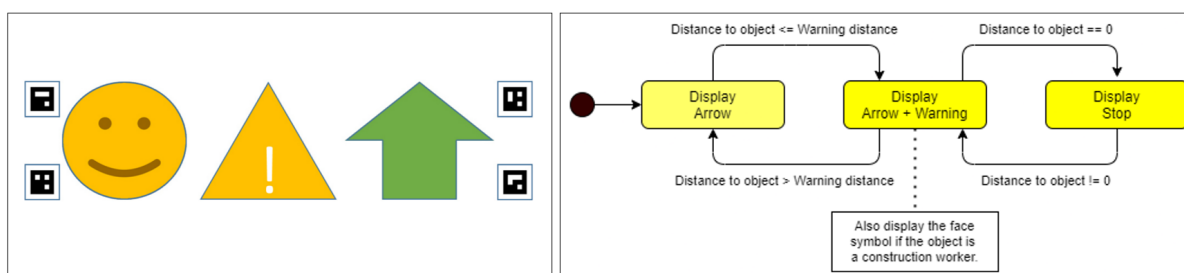 !
Distance to object <= Warning distance
Distance to object == 0
Display
Arrow
Display
Arrow + Warning
Display
Stop
Distance to object > Warning distance
Distance to object != 0
Also display the face
symbol if the object is
a construction worker.